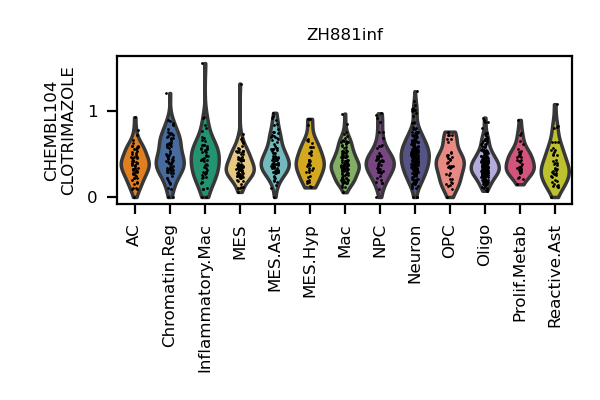 ZH881inf
CHEMBL104
CLOTRIMAZOLE
1
0
AC
Chromatin.Reg
Inflammatory.Mac
MES
MES.Ast
MES.Hyp
Mac
NPC
Neuron
OPC
Oligo
Prolif.Metab
Reactive.Ast